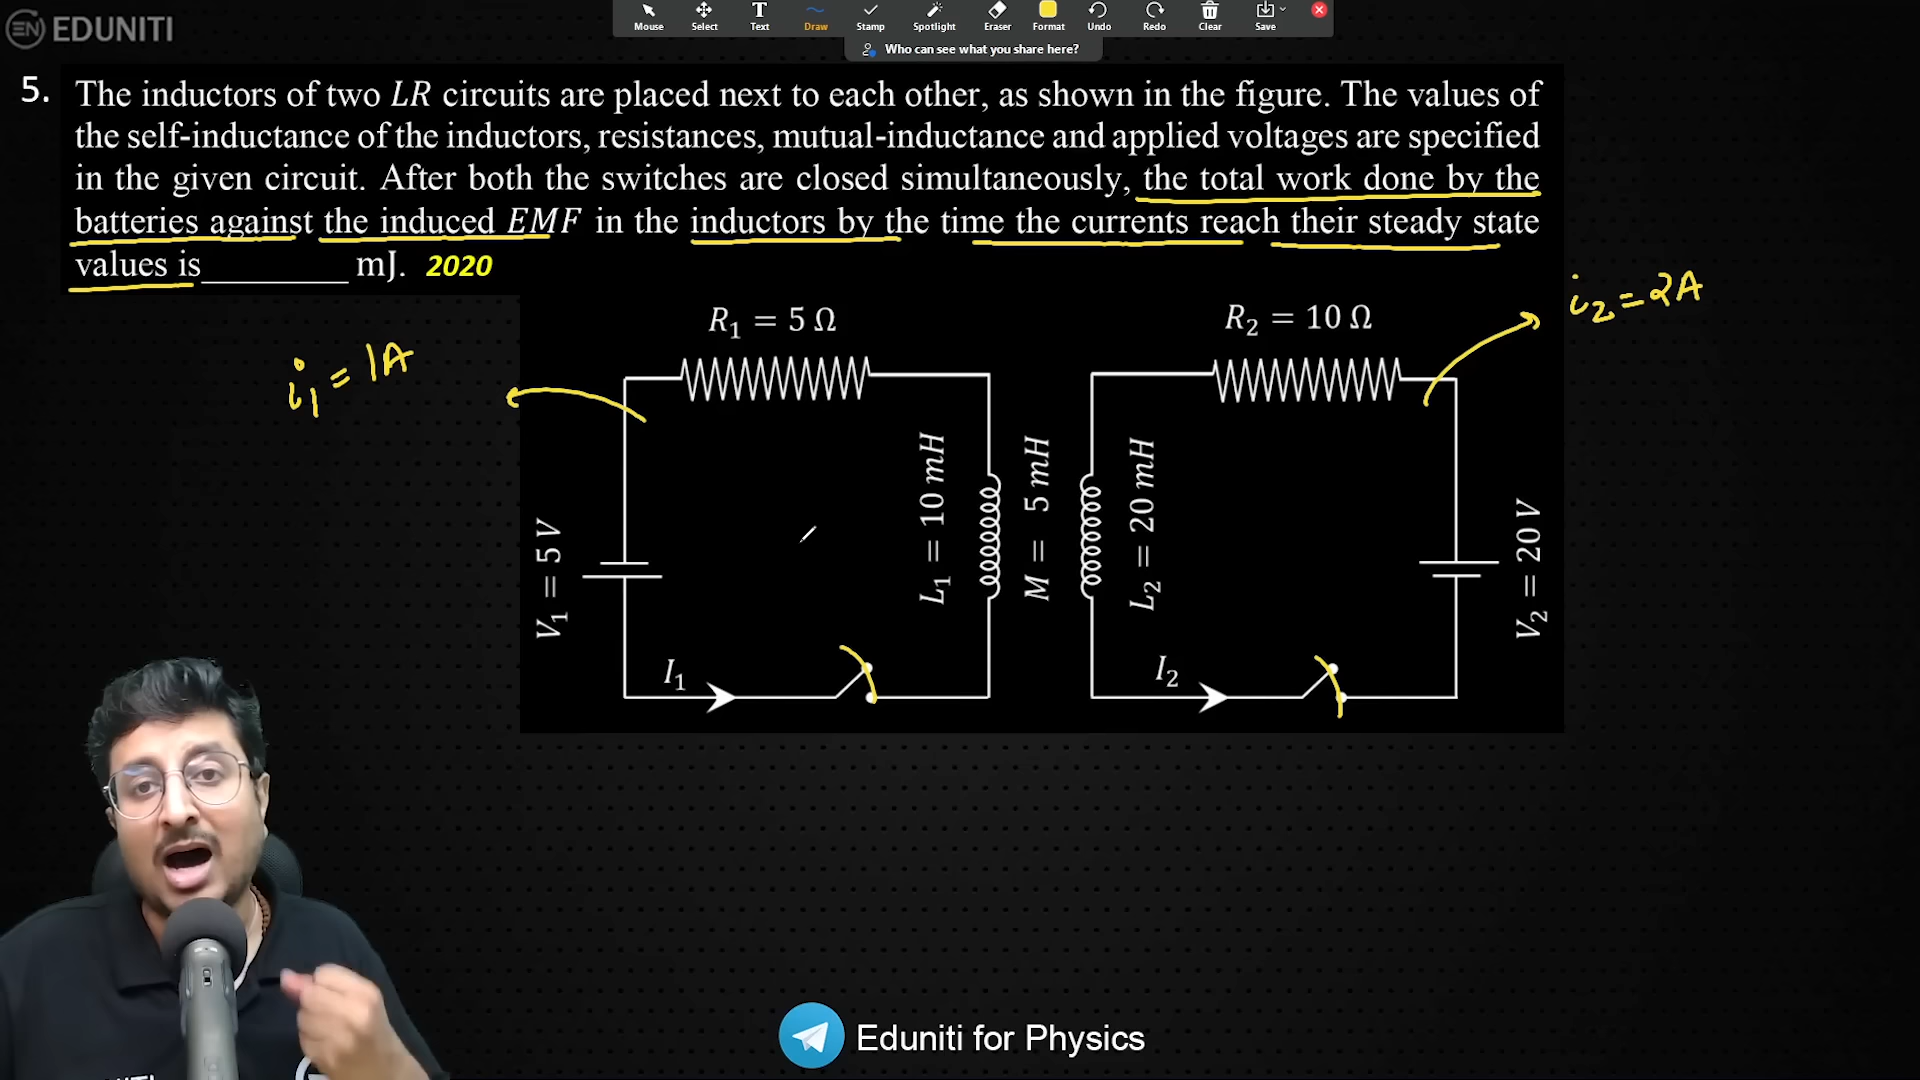 EDUNITI
Mouse Select Text Draw Stamp Spotlight Eraser Format Undo Redo Clear Save
Who can see what you share here?
5. The inductors of two LR circuits are placed next to each other, as shown in the figure. The values of
the self-inductance of the inductors, resistances, mutual-inductance and applied voltages are specified
in the given circuit. After both the switches are closed simultaneously, the total work done by the
batteries against the induced EMF in the inductors by the time the currents reach their steady state
values is_________ mJ. 2020
R₁ = 5 Ω
R₂ = 10 Ω
i₂ = 2A
i₁ = 1A
V₁ = 5 V
L₁ = 10 mH
M = 5 mH
L₂ = 20 mH
V₂ = 20 V
I₁
I₂
Eduniti for Physics